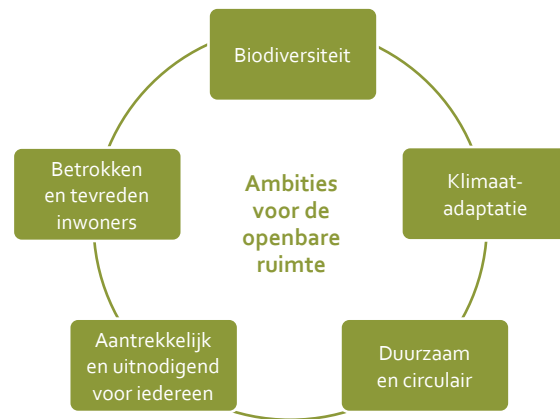 Biodiversiteit
Klimaat-
adaptatie
Duurzaam
en circulair
Aantrekkelijk
en uitnodigend
voor iedereen
Betrokken
en tevreden
inwoners
Ambities
voor de
openbare
ruimte